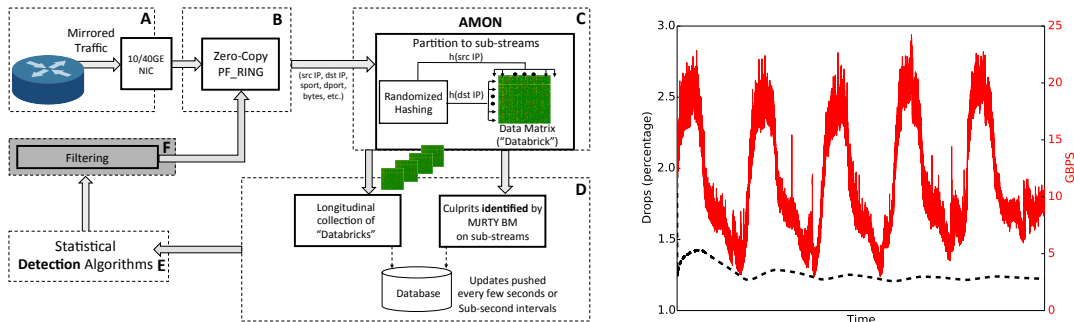 A
Mirrored
Traffic
10/40GE
NIC
B
Zero-Copy
PF_RING
(src IP, dst IP,
sport, dport,
bytes, etc.)
C
AMON
Partition to sub-streams
h(src IP)
Randomized
Hashing
h(dst IP)
Data Matrix
("Databrick")
F
Filtering
D
Longitudinal
collection of
"Databricks"
Culprits identified by
MJRTY BM
on sub-streams
Database
Updates pushed
every few seconds or
Sub-second intervals
Statistical
Detection Algorithms E
3.0
2.5
2.0
1.5
1.0
Drops (percentage)
Time
25
20
15
10
5
0
GBPS